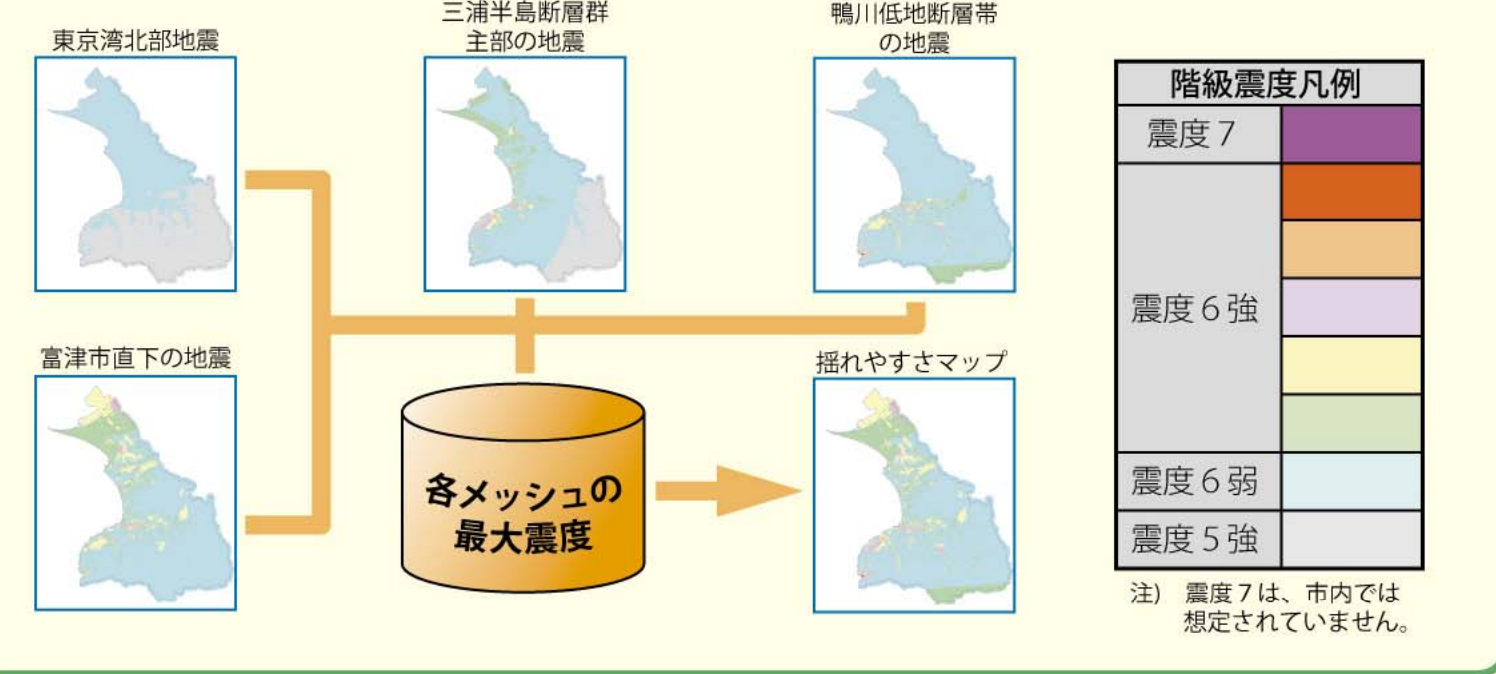 東京湾北部地震
三浦半島断層群
主部の地震
鴨川低地断層帯
の地震
富津市直下の地震
各メッシュの
最大震度
揺れやすさマップ
階級震度凡例
震度７
震度６強
震度６弱
震度５強
注)　震度７は、市内では
想定されていません。